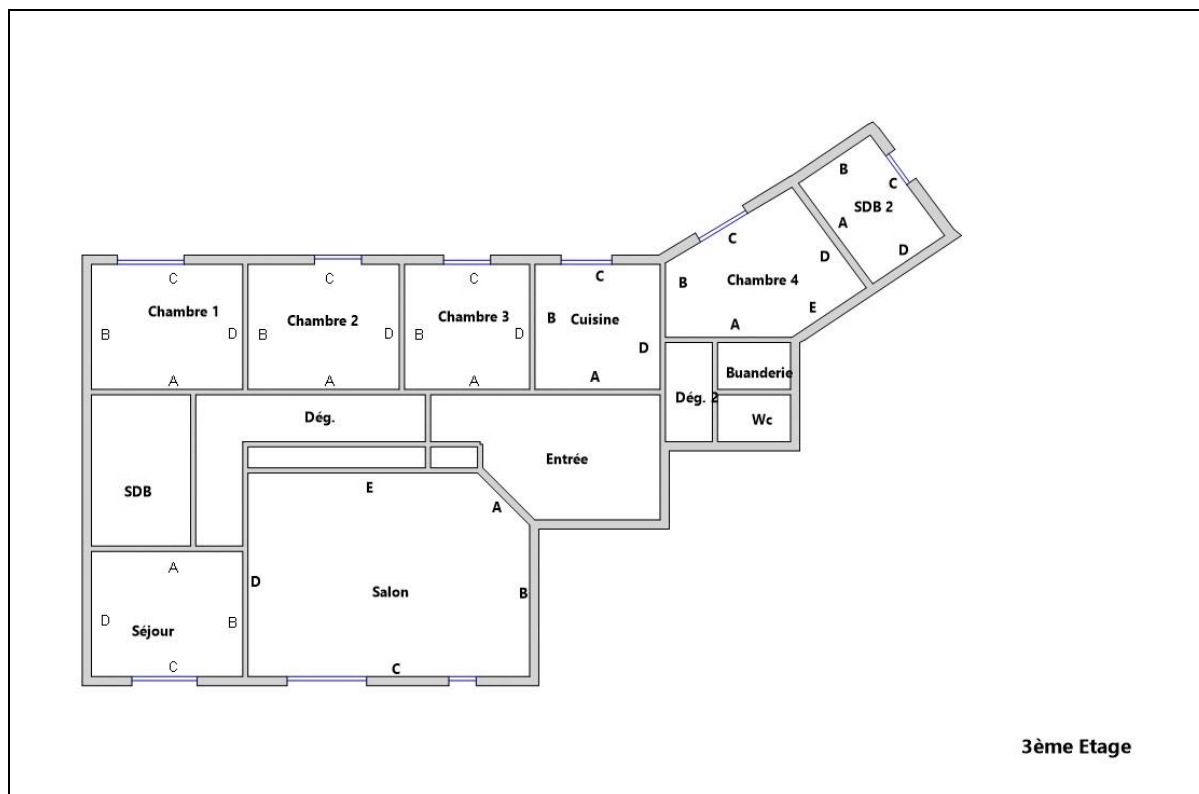 B
C
SDB 2
A
D
C
D
B
Chambre 4
E
A
C
C
C
C
Chambre 1
Chambre 2
Chambre 3
Cuisine
B
D
B
D
B
D
B
D
A
A
A
A
Buanderie
Dég. 2
Wc
Dég.
Entrée
SDB
E
A
A
D
Salon
B
D
B
Séjour
C
C
3ème Etage